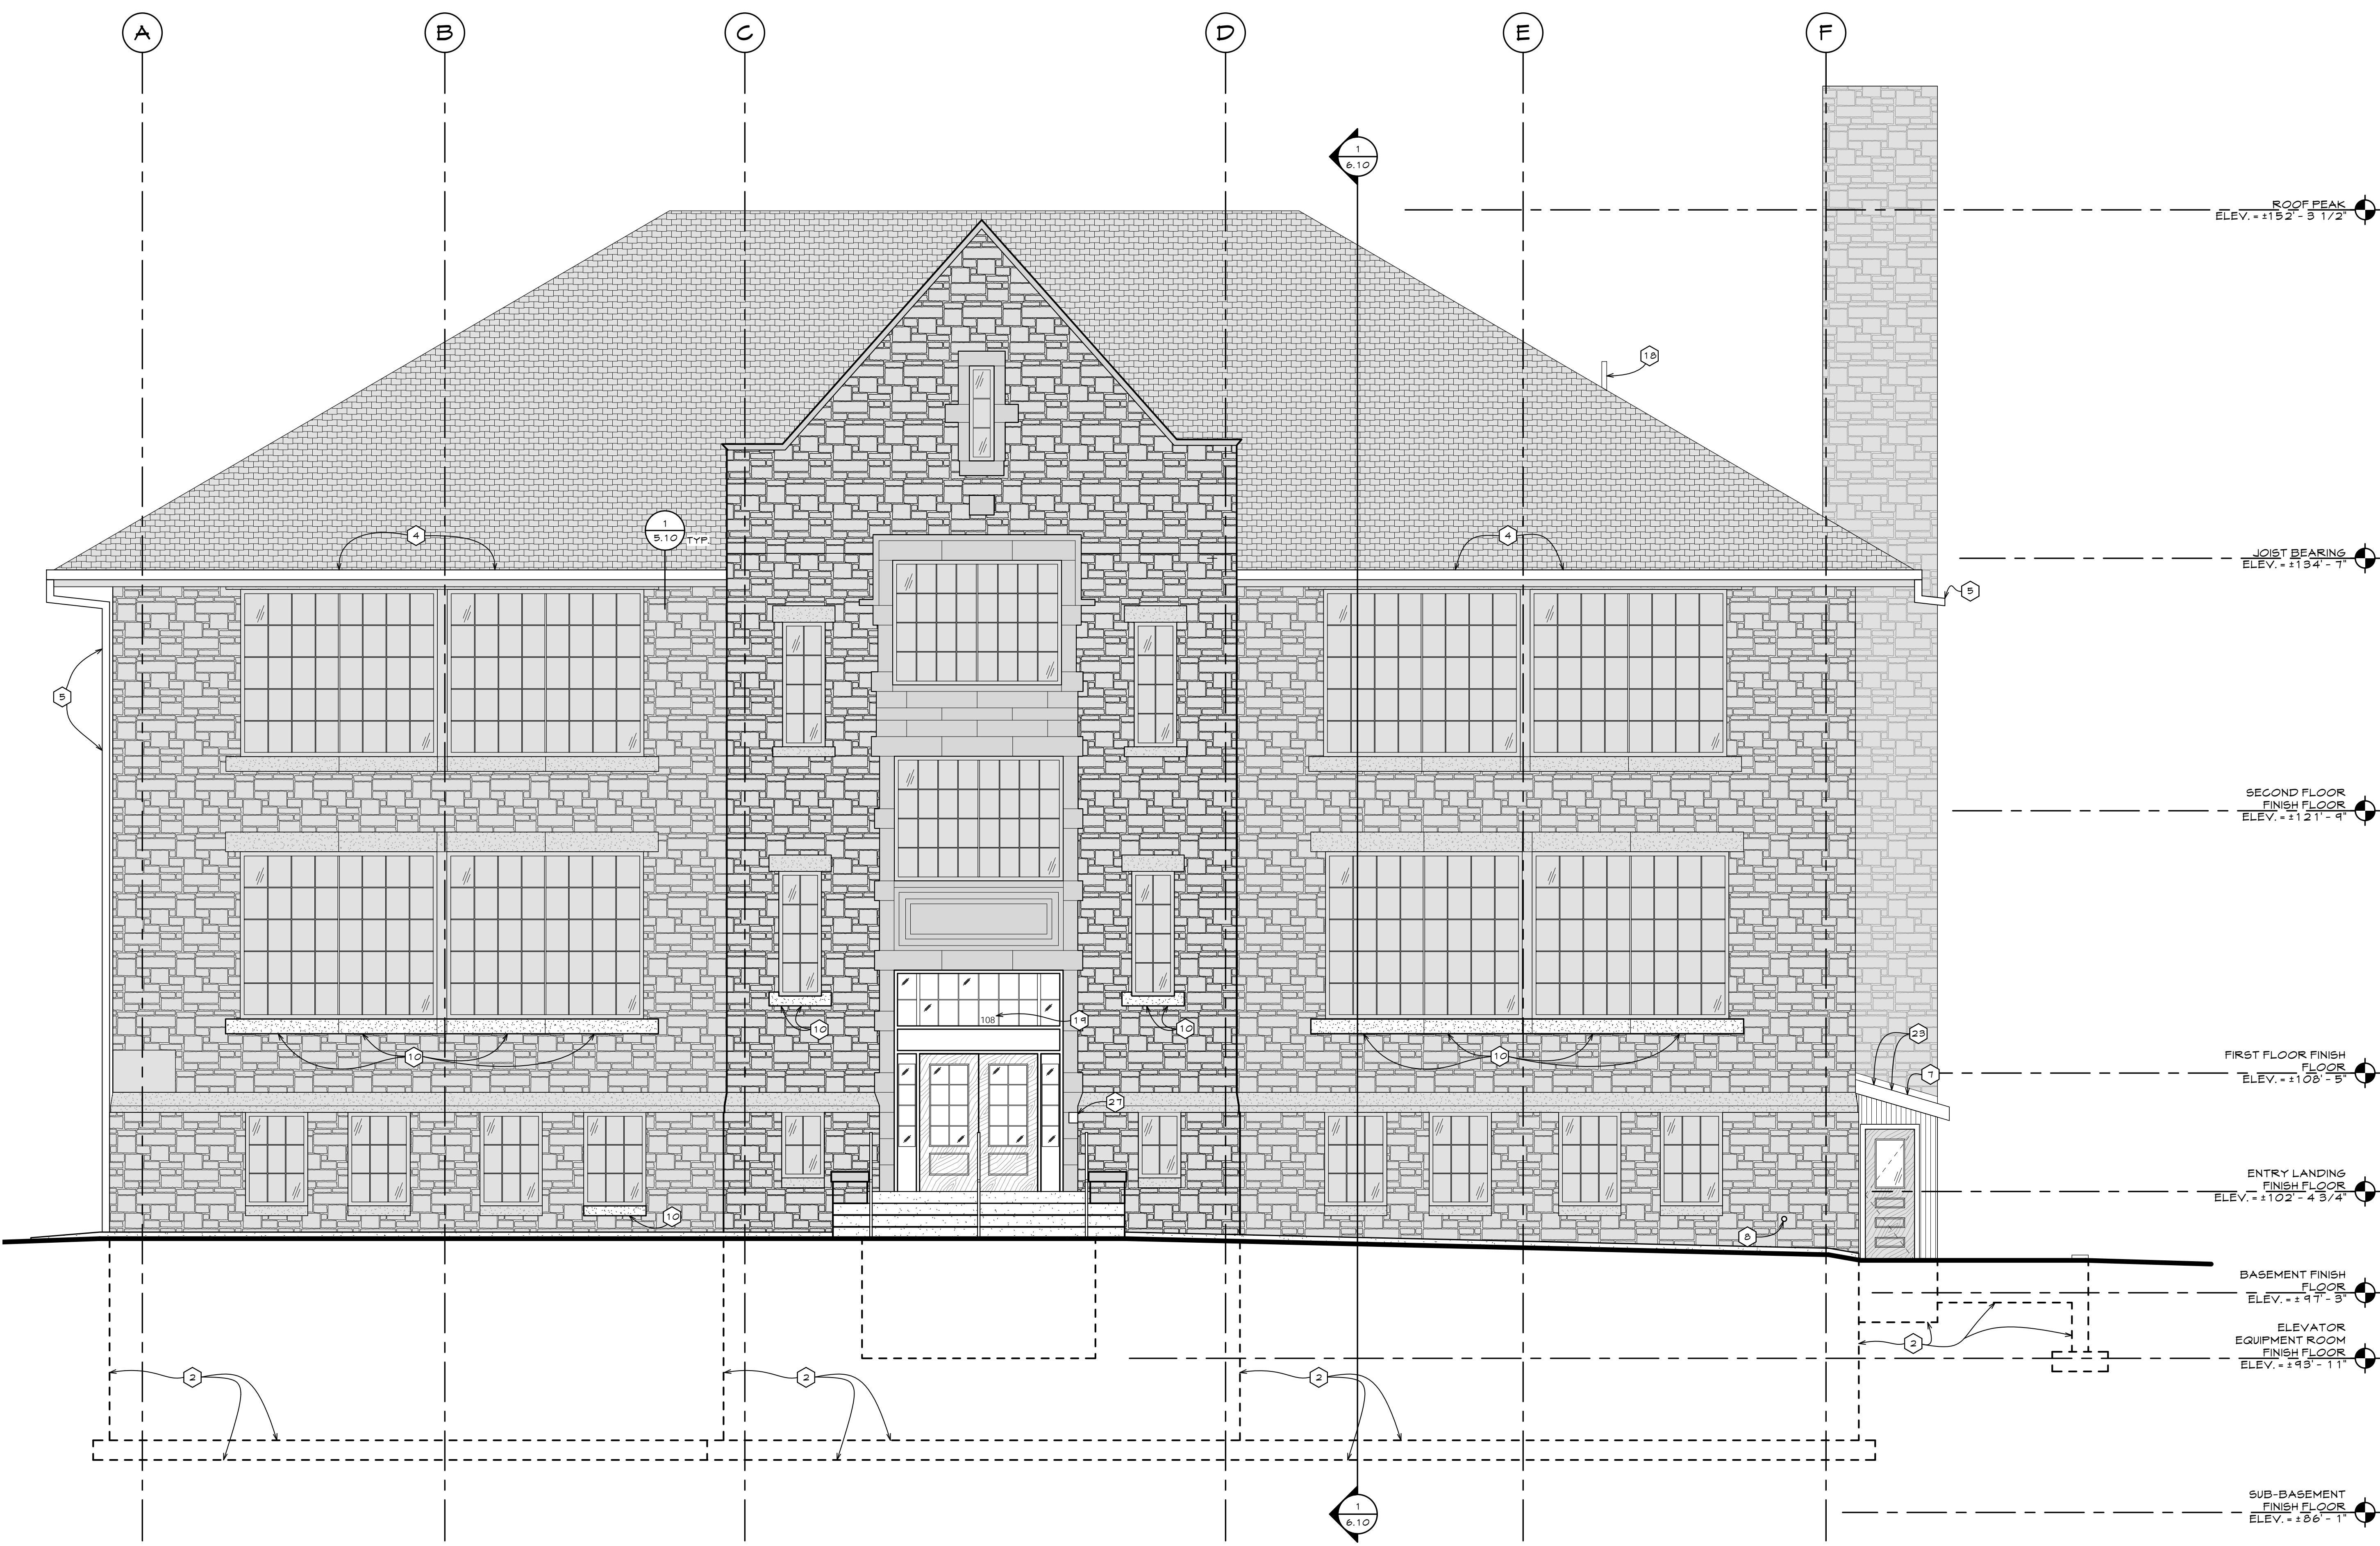 A B C D E F
1
6.10
ROOF PEAK
ELEV. = ±152' - 3 1/2"
18
1
5.10 TYP.
4
4
JOIST BEARING
ELEV. = ±134' - 7"
5
5
SECOND FLOOR
FINISH FLOOR
ELEV. = ±121' - 9"
108
19
10
10
10
10
23
7
FIRST FLOOR FINISH
FLOOR
ELEV. = ±108' - 5"
27
ENTRY LANDING
FINISH FLOOR
ELEV. = ±102' - 4 3/4"
10
8
BASEMENT FINISH
FLOOR
ELEV. = ±97' - 3"
ELEVATOR
EQUIPMENT ROOM
FINISH FLOOR
ELEV. = ±93' - 11"
2
2
2
2
1
6.10
SUB-BASEMENT
FINISH FLOOR
ELEV. = ±86' - 1"